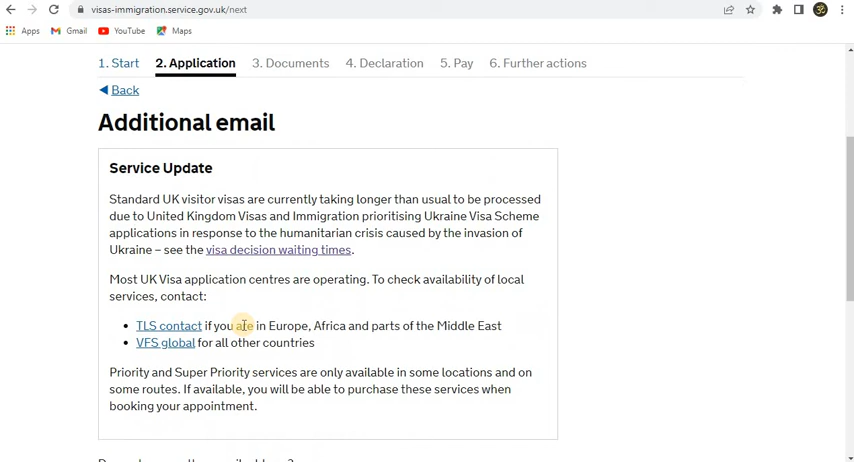 visas-immigration.service.gov.uk/next
Apps Gmail YouTube Maps
1. Start 2. Application 3. Documents 4. Declaration 5. Pay 6. Further actions
Back
Additional email
Service Update
Standard UK visitor visas are currently taking longer than usual to be processed
due to United Kingdom Visas and Immigration prioritising Ukraine Visa Scheme
applications in response to the humanitarian crisis caused by the invasion of
Ukraine – see the visa decision waiting times.
Most UK Visa application centres are operating. To check availability of local
services, contact:
• TLS contact if you are in Europe, Africa and parts of the Middle East
• VFS global for all other countries
Priority and Super Priority services are only available in some locations and on
some routes. If available, you will be able to purchase these services when
booking your appointment.